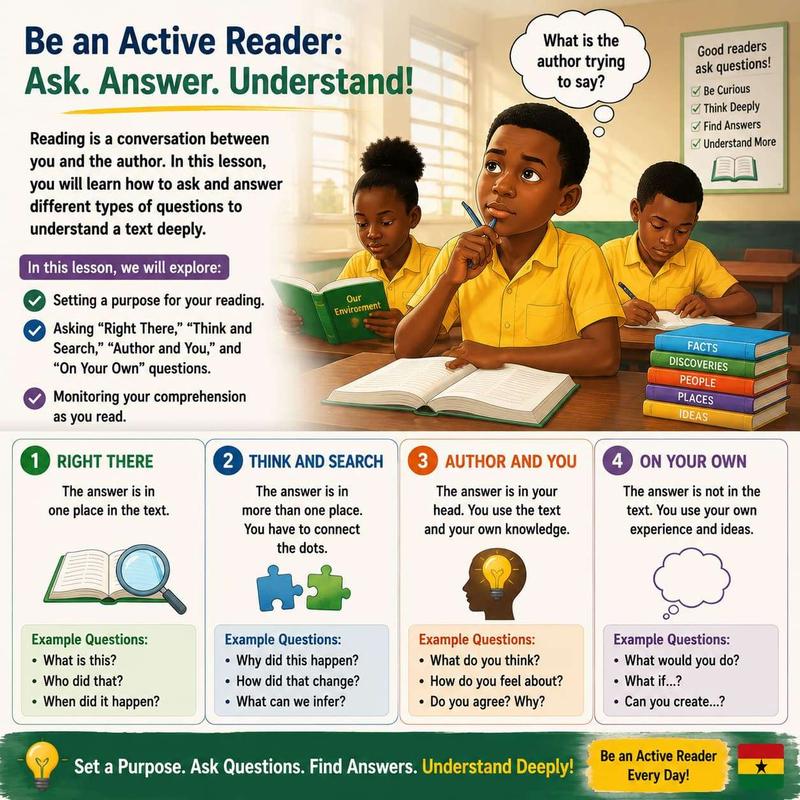 Be an Active Reader:
Ask. Answer. Understand!
What is the
author trying
to say?
Good readers
ask questions!
Be Curious
Think Deeply
Find Answers
Understand More
Reading is a conversation between
you and the author. In this lesson,
you will learn how to ask and answer
different types of questions to
understand a text deeply.
In this lesson, we will explore:
Setting a purpose for your reading.
Asking “Right There,” “Think and
Search,” “Author and You,” and
“On Your Own” questions.
Monitoring your comprehension
as you read.
Our
Enviroment
FACTS
DISCOVERIES
PEOPLE
PLACES
IDEAS
1 RIGHT THERE
The answer is in
one place in the text.
Example Questions:
• What is this?
• Who did that?
• When did it happen?
2 THINK AND SEARCH
The answer is in
more than one place.
You have to connect
the dots.
Example Questions:
• Why did this happen?
• How did that change?
• What can we infer?
3 AUTHOR AND YOU
The answer is in your
head. You use the text
and your own knowledge.
Example Questions:
• What do you think?
• How do you feel about?
• Do you agree? Why?
4 ON YOUR OWN
The answer is not in the
text. You use your own
experience and ideas.
Example Questions:
• What would you do?
• What if...?
• Can you create...?
Set a Purpose. Ask Questions. Find Answers. Understand Deeply!
Be an Active Reader
Every Day!